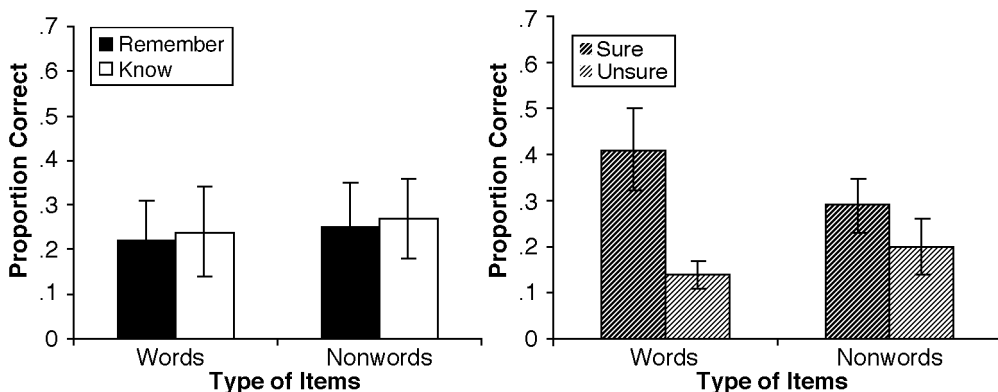 .7
.6
.5
.4
.3
.2
.1
0
Proportion Correct
Remember
Know
Words Nonwords
Type of Items
.7
.6
.5
.4
.3
.2
.1
0
Proportion Correct
Sure
Unsure
Words Nonwords
Type of Items